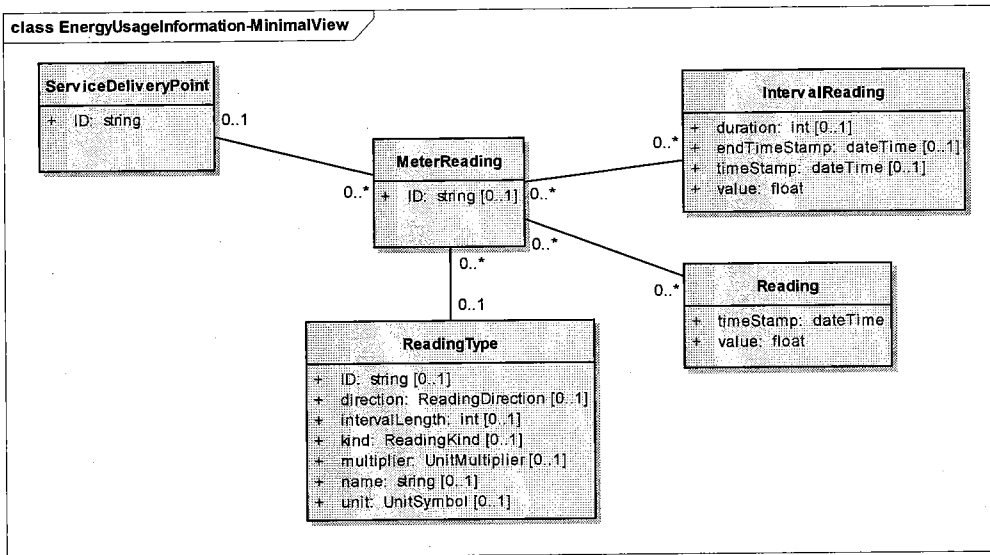 class EnergyUsageInformation-MinimalView
ServiceDeliveryPoint
+ ID: string
0..1
0..*
MeterReading
+ ID: string [0..1]
0..*
0..*
IntervalReading
+ duration: int [0..1]
+ endTimeStamp: dateTime [0..1]
+ timeStamp: dateTime [0..1]
+ value: float
0..*
0..*
Reading
+ timeStamp: dateTime
+ value: float
0..*
0..1
ReadingType
+ ID: string [0..1]
+ direction: ReadingDirection [0..1]
+ intervalLength: int [0..1]
+ kind: ReadingKind [0..1]
+ multiplier: UnitMultiplier [0..1]
+ name: string [0..1]
+ unit: UnitSymbol [0..1]